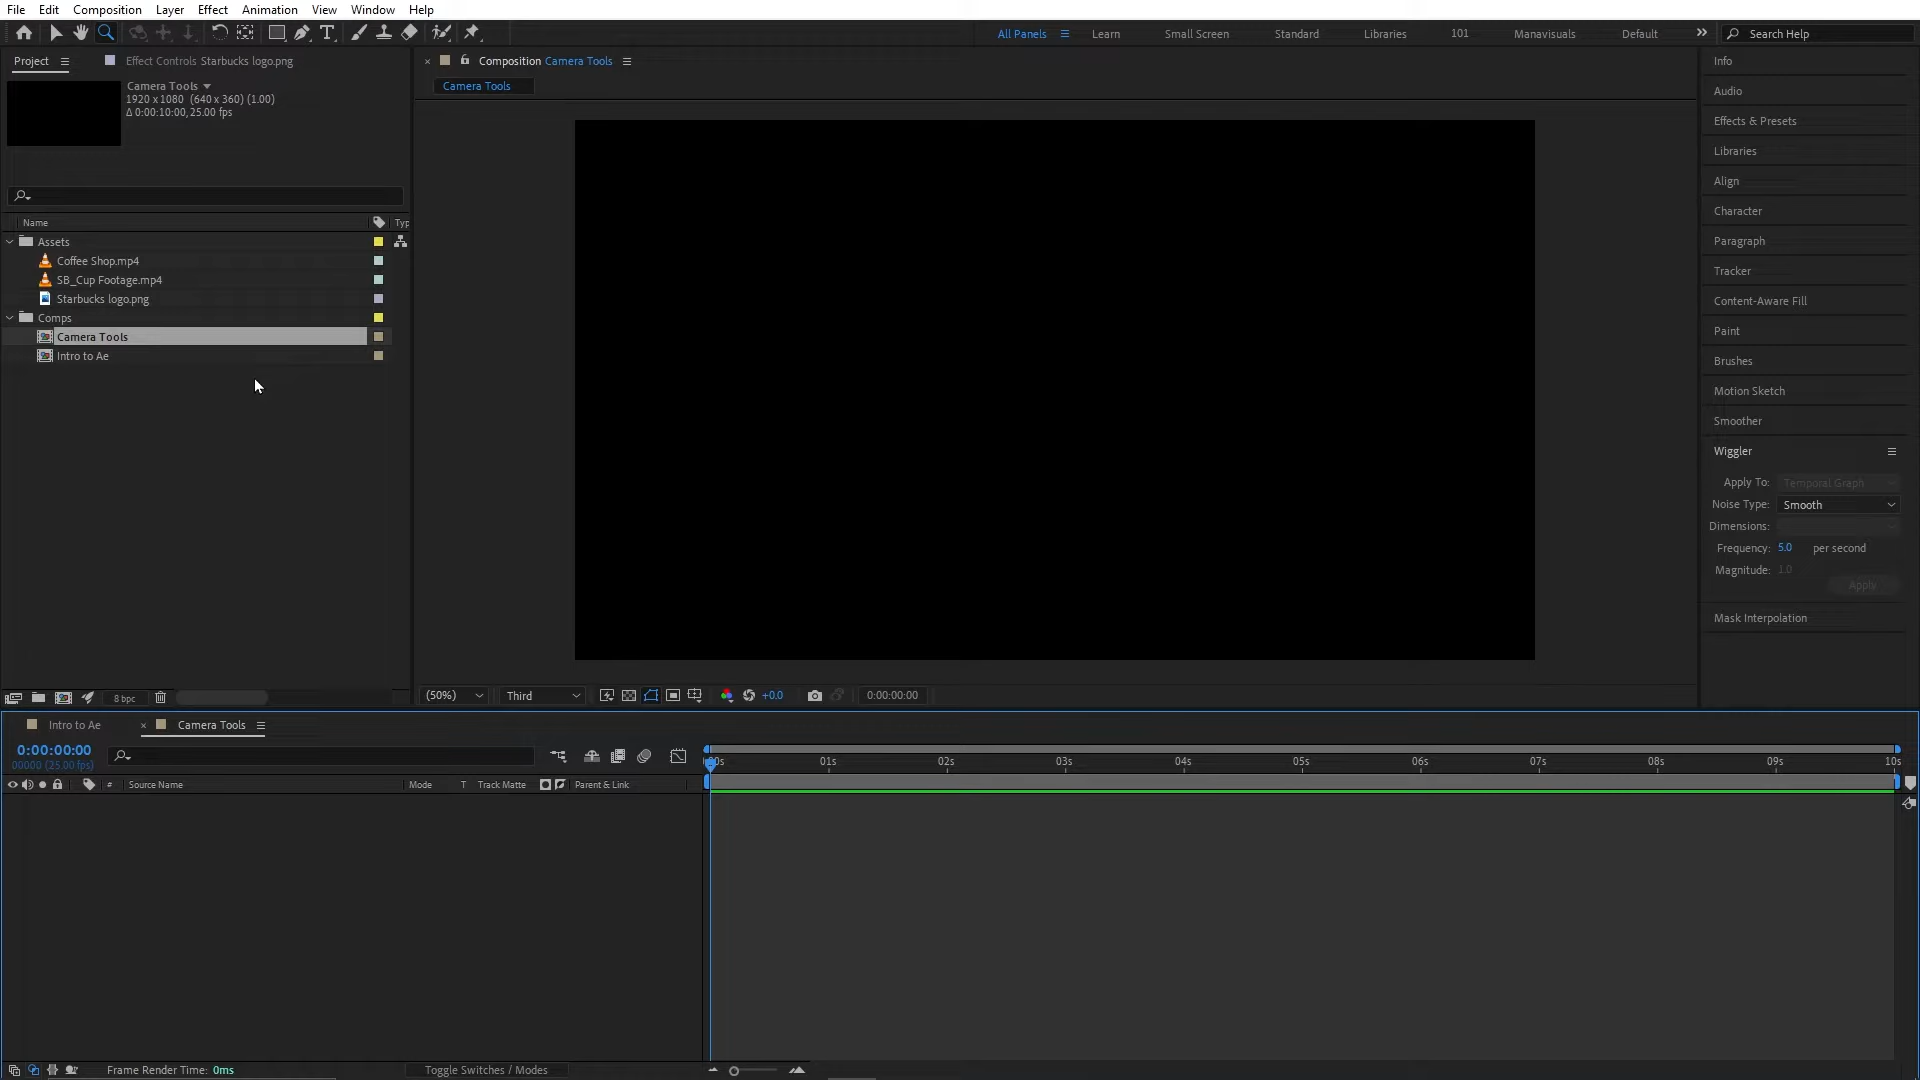 File Edit Composition Layer Effect Animation View Window Help
All Panels Learn Small Screen Standard Libraries 101 Manavisuals Default Search Help
Project Effect Controls Starbucks logo.png
Composition Camera Tools
Camera Tools
Camera Tools
1920 x 1080 (640 x 360) (1.00)
Δ 0:00:10:00, 25.00 fps
Name Typ
Assets
Coffee Shop.mp4
SB_Cup Footage.mp4
Starbucks logo.png
Comps
Camera Tools
Intro to Ae
Info
Audio
Effects & Presets
Libraries
Align
Character
Paragraph
Tracker
Content-Aware Fill
Paint
Brushes
Motion Sketch
Smoother
Wiggler
Apply To: Temporal Graph
Noise Type: Smooth
Dimensions:
Frequency: 5.0 per second
Magnitude: 1.0
Apply
Mask Interpolation
8 bpc
(50%) Third +0.0 0:00:00:00
Intro to Ae Camera Tools
0:00:00:00
00000 (25.00 fps)
01s 02s 03s 04s 05s 06s 07s 08s 09s 10s
# Source Name Mode T Track Matte Parent & Link
Frame Render Time: 0ms Toggle Switches / Modes